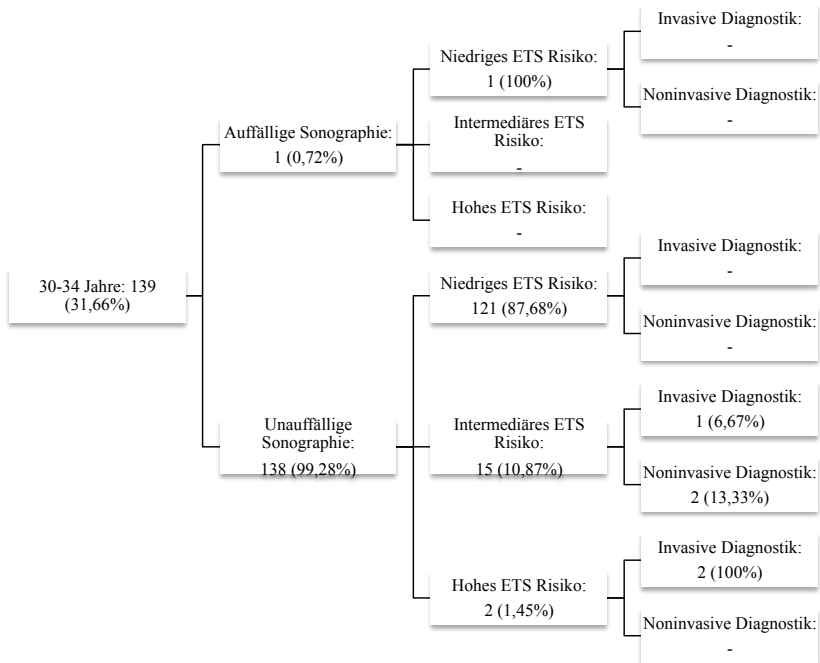 30-34 Jahre: 139
(31,66%)
Auffällige Sonographie:
1 (0,72%)
Niedriges ETS Risiko:
1 (100%)
Invasive Diagnostik:
-
Noninvasive Diagnostik:
-
Intermediäres ETS
Risiko:
-
Hohes ETS Risiko:
-
Unauffällige
Sonographie:
138 (99,28%)
Niedriges ETS Risiko:
121 (87,68%)
Invasive Diagnostik:
-
Noninvasive Diagnostik:
-
Intermediäres ETS
Risiko:
15 (10,87%)
Invasive Diagnostik:
1 (6,67%)
Noninvasive Diagnostik:
2 (13,33%)
Hohes ETS Risiko:
2 (1,45%)
Invasive Diagnostik:
2 (100%)
Noninvasive Diagnostik:
-